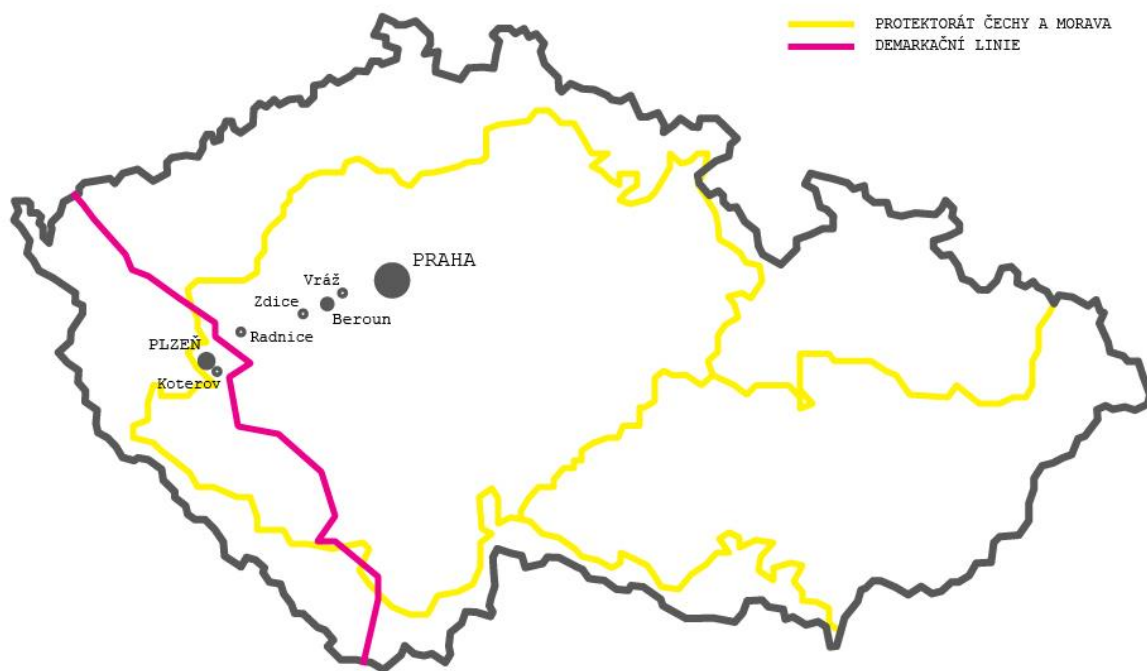 PROTEKTORÁT ČECHY A MORAVA
DEMARKAČNÍ LINIE
PRAHA
Vráž
Zdice
Beroun
Radnice
PLZEŇ
Koterov